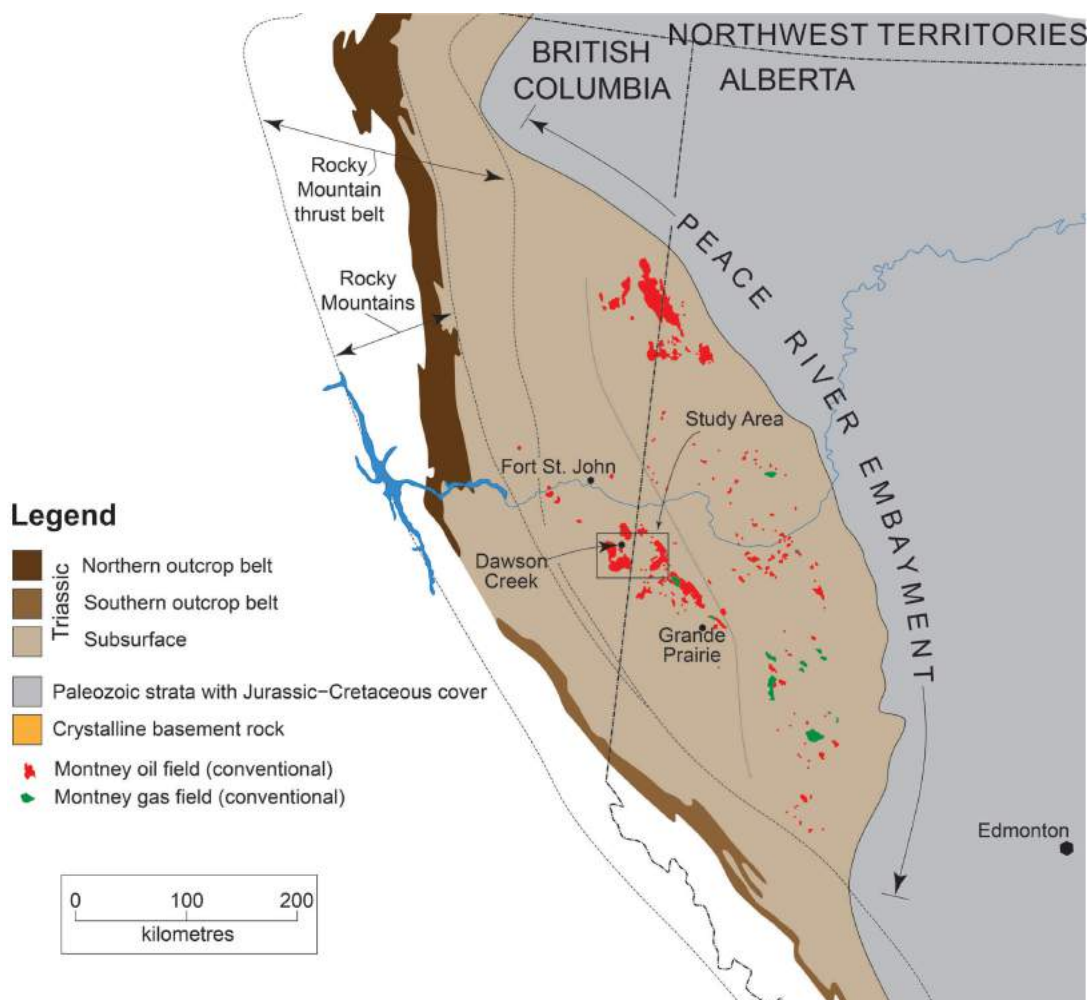 NORTHWEST TERRITORIES
BRITISH
COLUMBIA
ALBERTA
Rocky
Mountain
thrust belt
Rocky
Mountains
PEACE RIVER EMBAYMENT
Study Area
Fort St. John
Dawson
Creek
Grande
Prairie
Edmonton
Legend
Triassic
Northern outcrop belt
Southern outcrop belt
Subsurface
Paleozoic strata with Jurassic–Cretaceous cover
Crystalline basement rock
Montney oil field (conventional)
Montney gas field (conventional)
0 100 200
kilometres